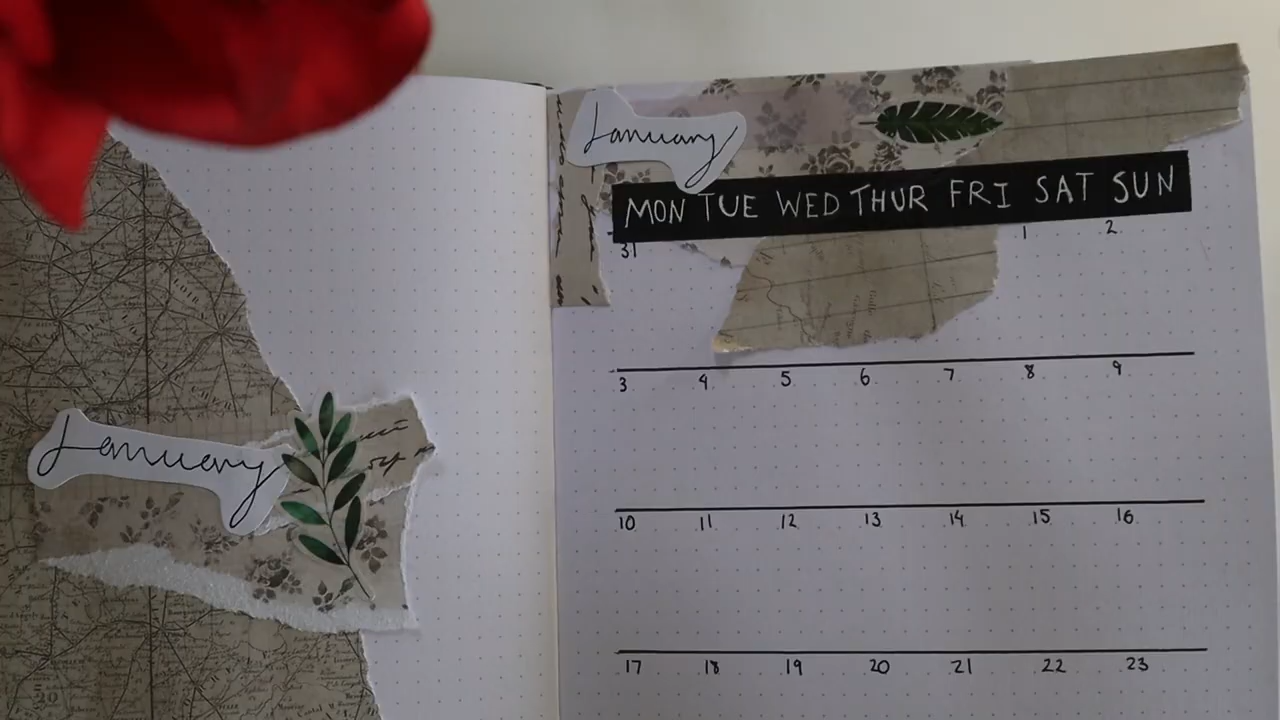 January
January
MON TUE WED THUR FRI SAT SUN
31 1 2
3 4 5 6 7 8 9
10 11 12 13 14 15 16
17 18 19 20 21 22 23